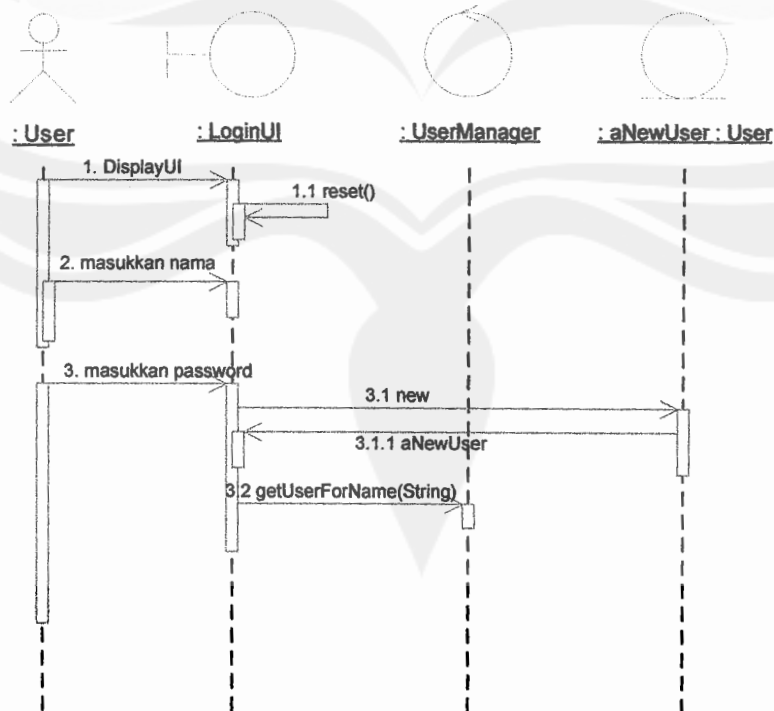 : User
: LoginUI
: UserManager
: aNewUser : User
1. DisplayUI
1.1 reset()
2. masukkan nama
3. masukkan password
3.1 new
3.1.1 aNewUser
3.2 getUserForName(String)